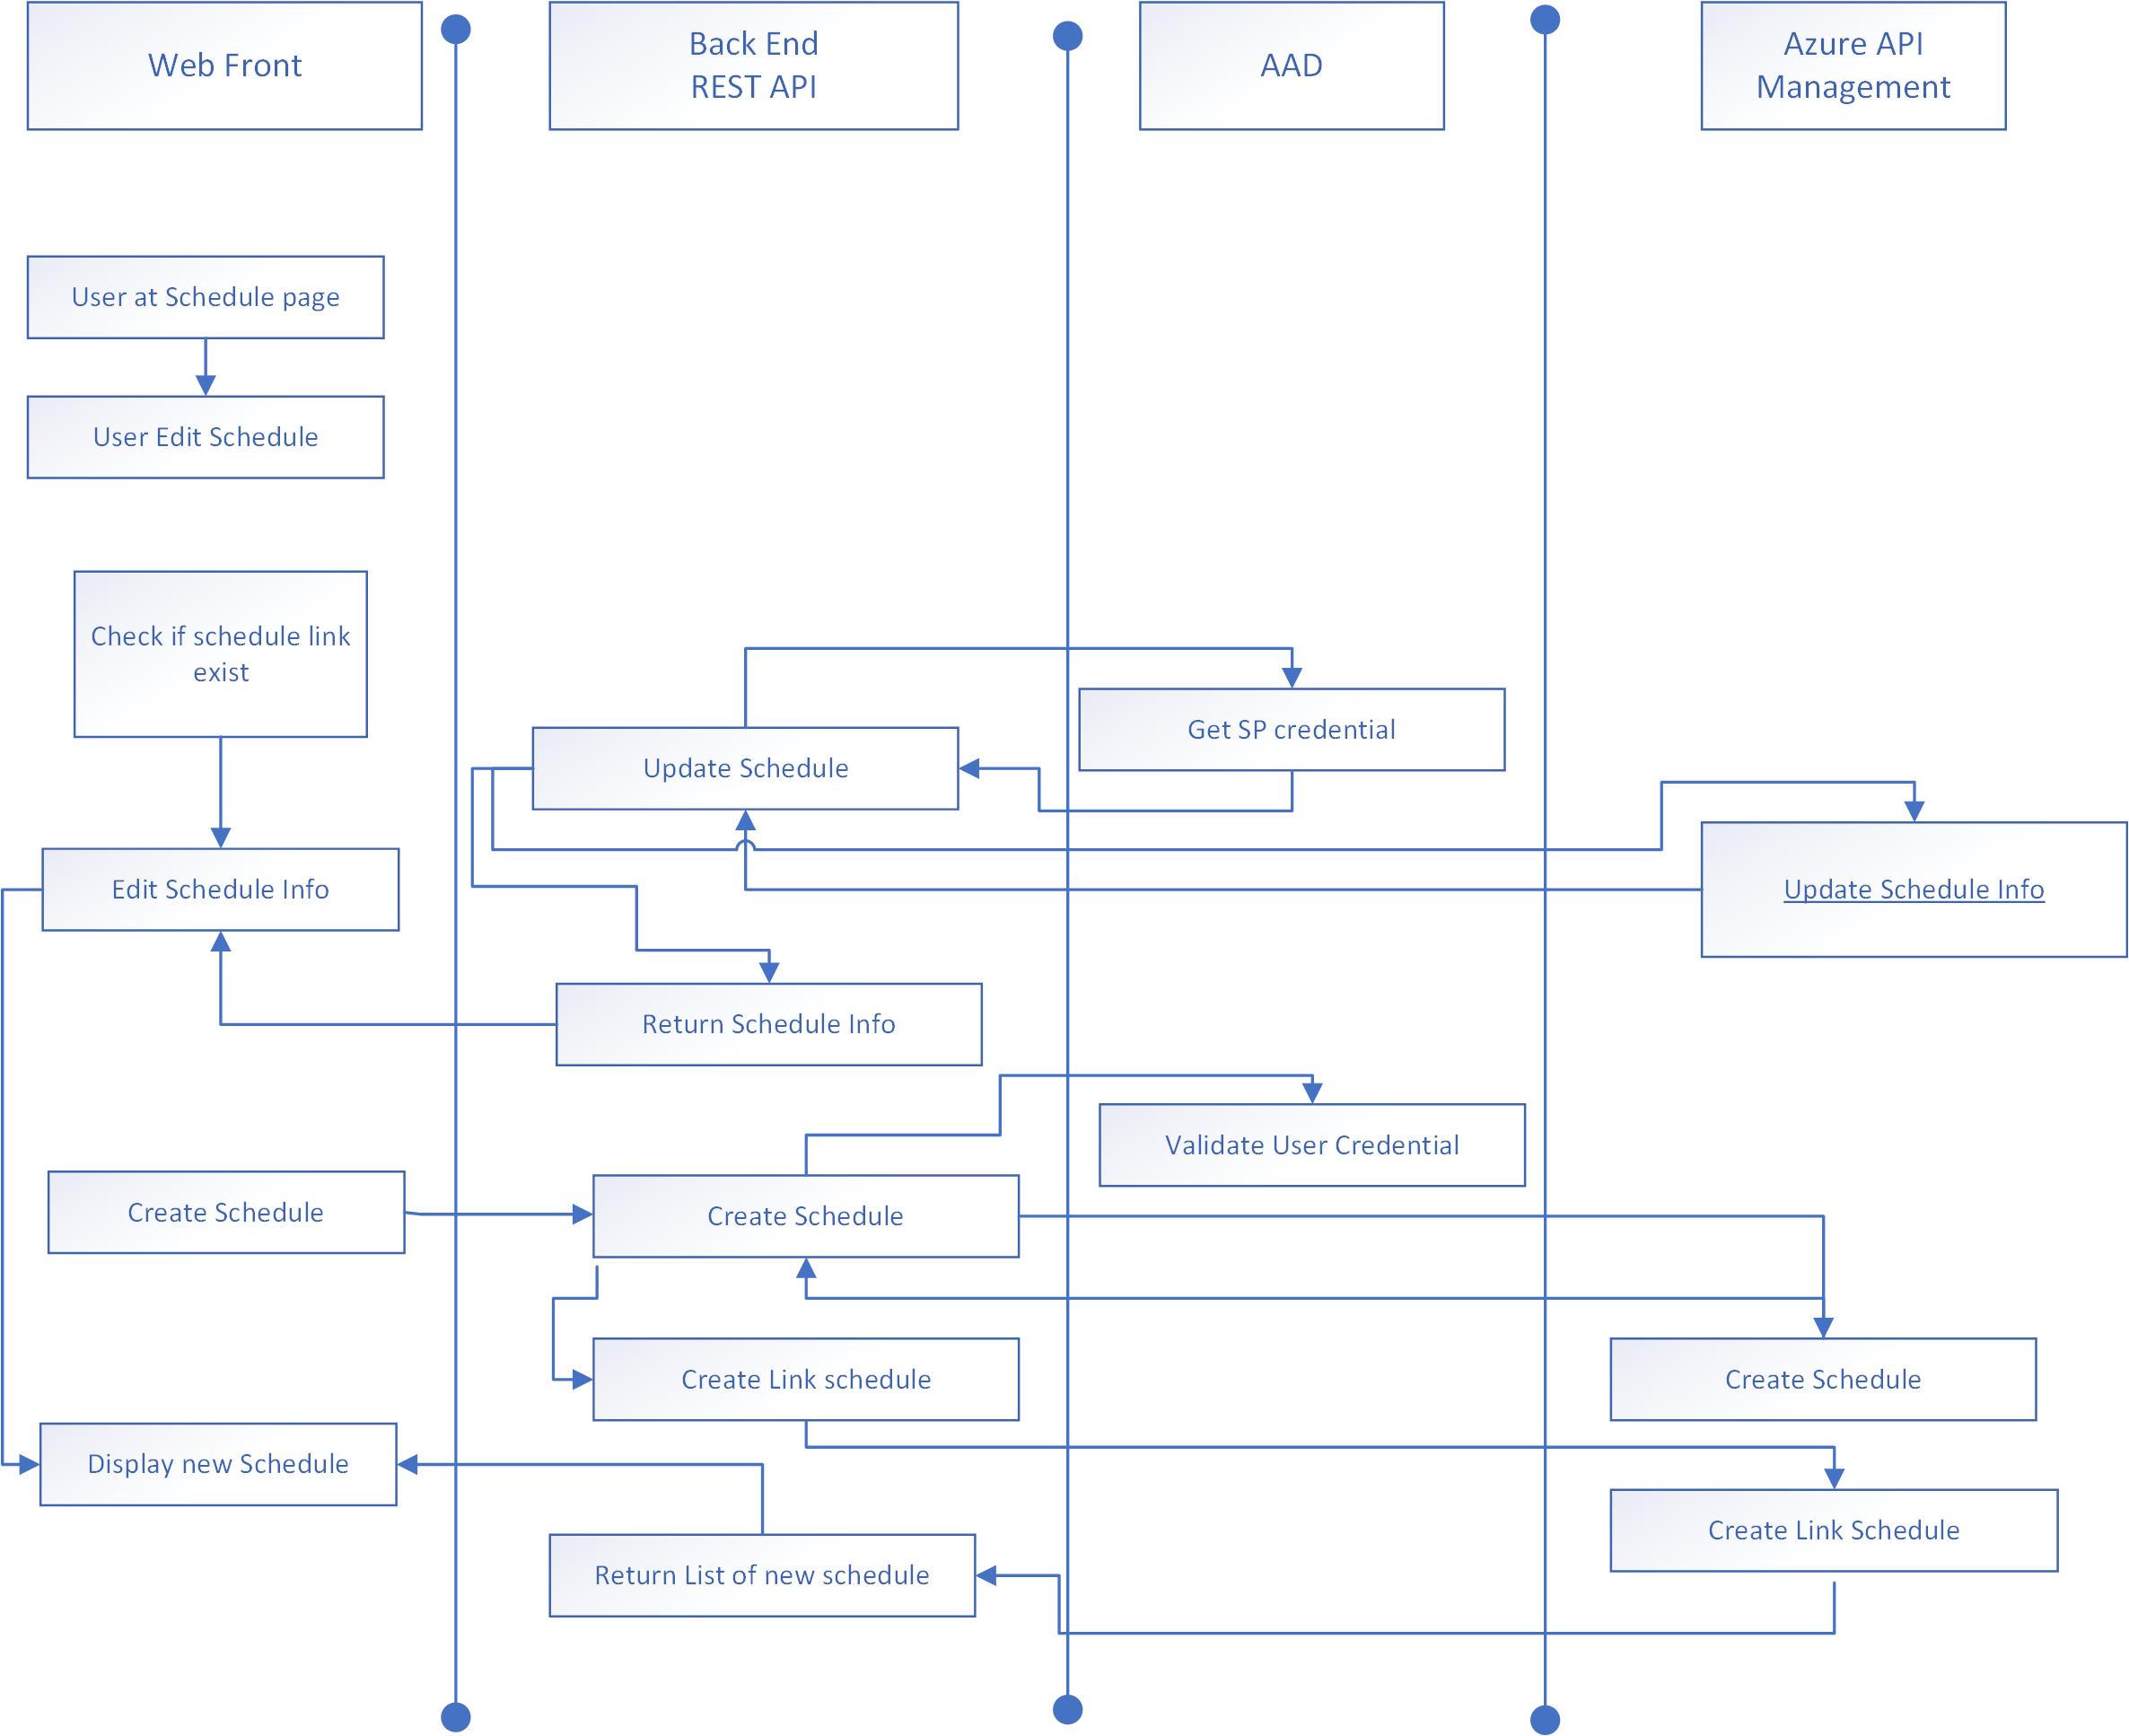 Web Front
Back End
REST API
AAD
Azure API
Management
User at Schedule page
User Edit Schedule
Check if schedule link
exist
Get SP credential
Update Schedule
Edit Schedule Info
Update Schedule Info
Return Schedule Info
Validate User Credential
Create Schedule
Create Schedule
Create Link schedule
Create Schedule
Display new Schedule
Create Link Schedule
Return List of new schedule